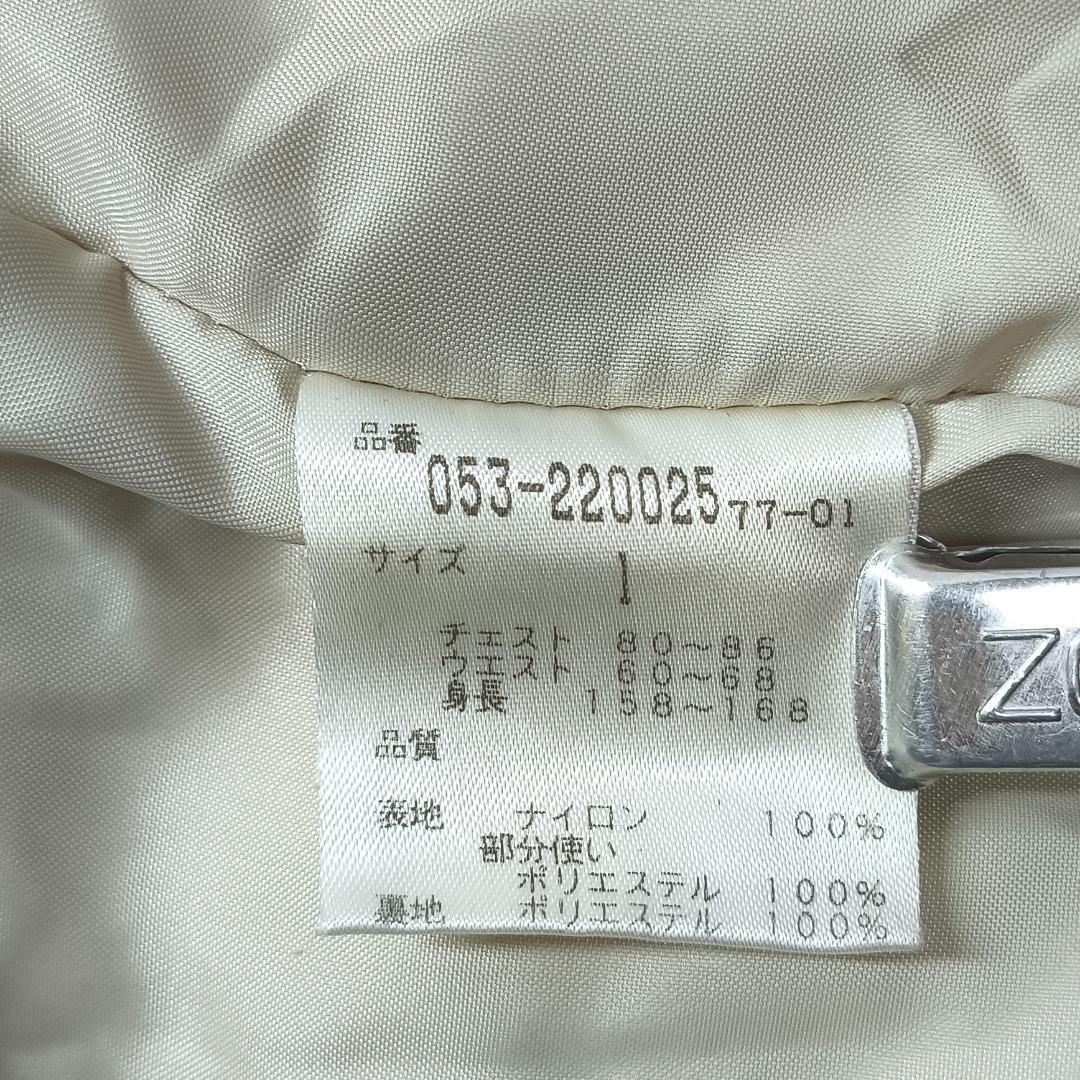 品番
053-220025 77-01
サイズ 1
チェスト 80~86
ウエスト 60~68
身長 158~168
品質
表地 ナイロン 100%
部分使い
ポリエステル 100%
裏地 ポリエステル 100%